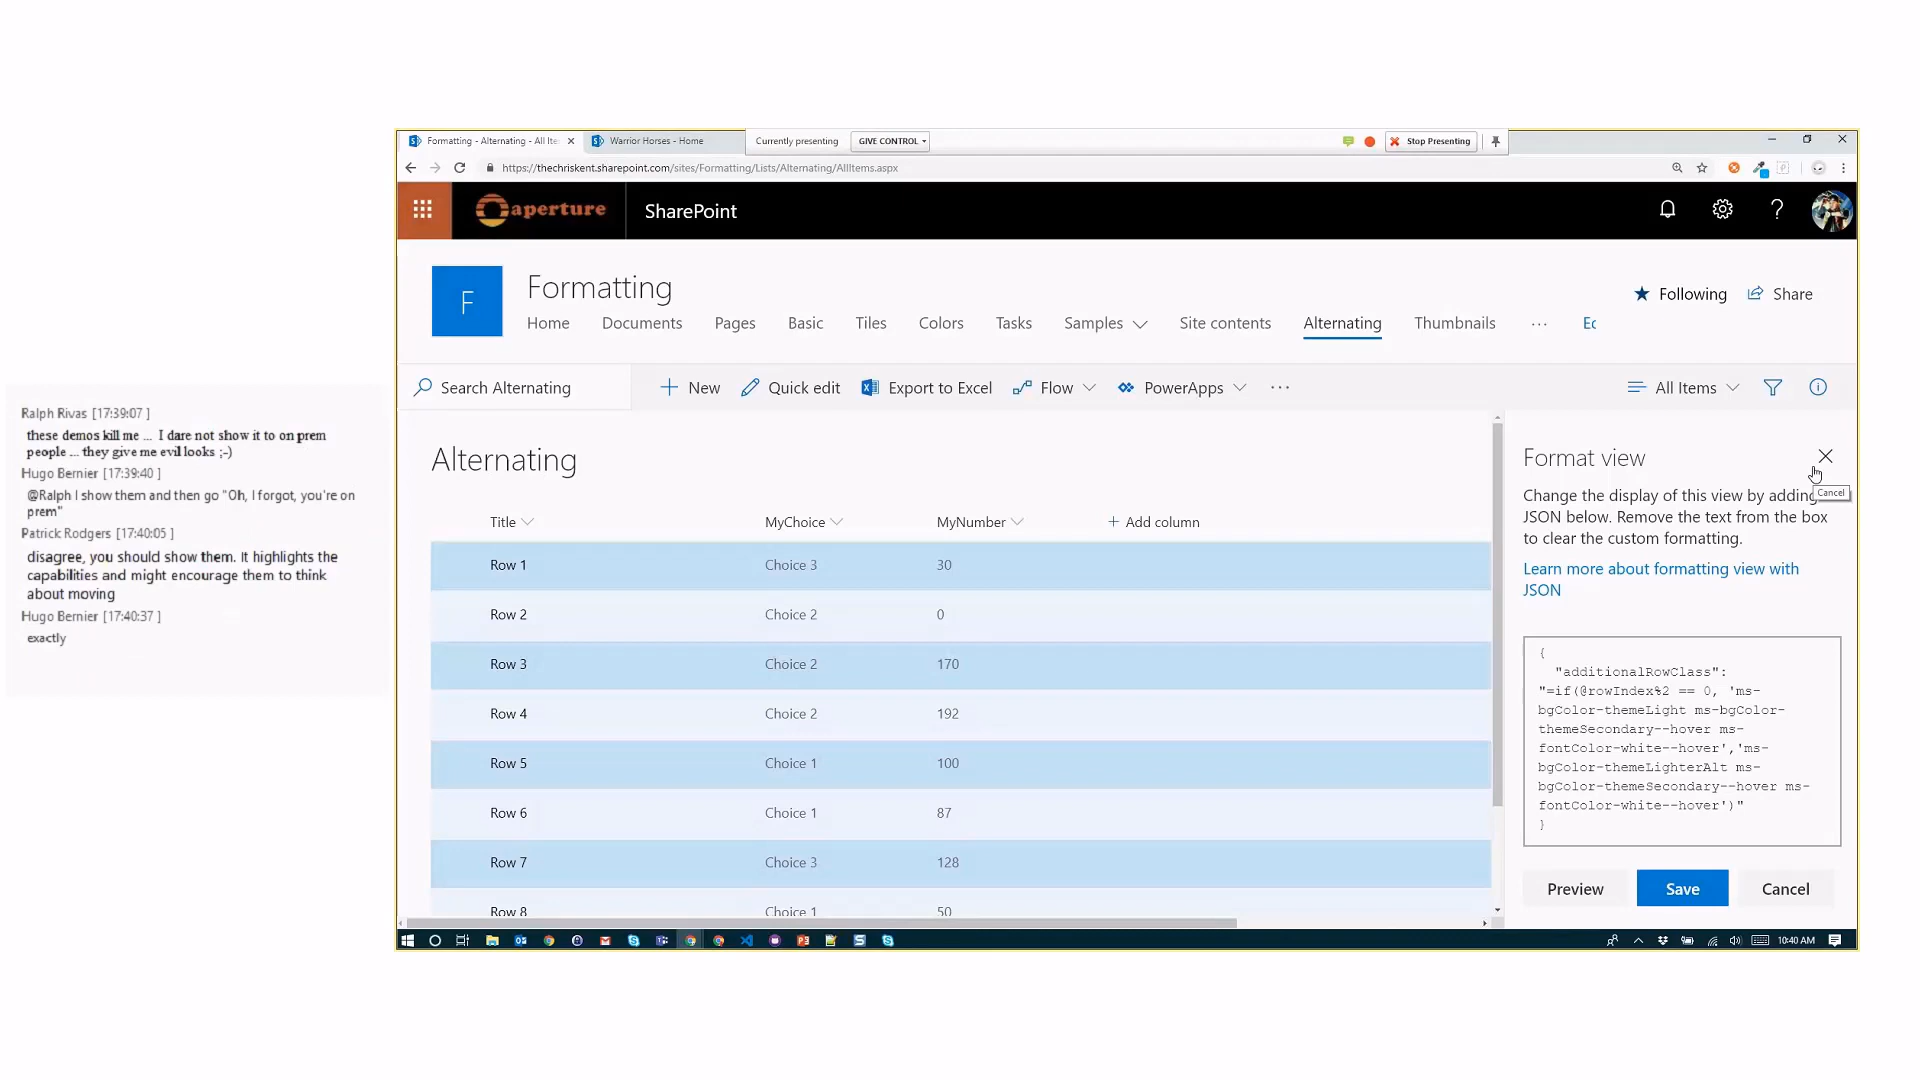 Formatting - Alternating - All Ite
Warrior Horses - Home
Currently presenting
GIVE CONTROL
Stop Presenting
https://thechriskent.sharepoint.com/sites/Formatting/Lists/Alternating/AllItems.aspx
aperture
SharePoint
F
Formatting
Following
Share
Home
Documents
Pages
Basic
Tiles
Colors
Tasks
Samples
Site contents
Alternating
Thumbnails
...
Search Alternating
New
Quick edit
Export to Excel
Flow
PowerApps
...
All Items
Ralph Rivas [17:39:07 ]
these demos kill me ... I dare not show it to on prem
people ... they give me evil looks ;-)
Hugo Bernier [17:39:40 ]
@Ralph I show them and then go "Oh, I forgot, you're on
prem"
Patrick Rodgers [17:40:05 ]
disagree, you should show them. It highlights the
capabilities and might encourage them to think
about moving
Hugo Bernier [17:40:37 ]
exactly
Alternating
Title
MyChoice
MyNumber
+ Add column
Row 1 Choice 3 30
Row 2 Choice 2 0
Row 3 Choice 2 170
Row 4 Choice 2 192
Row 5 Choice 1 100
Row 6 Choice 1 87
Row 7 Choice 3 128
Row 8 Choice 1 50
Format view
Cancel
Change the display of this view by adding
JSON below. Remove the text from the box
to clear the custom formatting.
Learn more about formatting view with
JSON
{
"additionalRowClass":
"=if(@rowIndex%2 == 0, 'ms-
bgColor-themeLight ms-bgColor-
themeSecondary--hover ms-
fontColor-white--hover','ms-
bgColor-themeLighterAlt ms-
bgColor-themeSecondary--hover ms-
fontColor-white--hover')"
}
Preview
Save
Cancel
10:40 AM